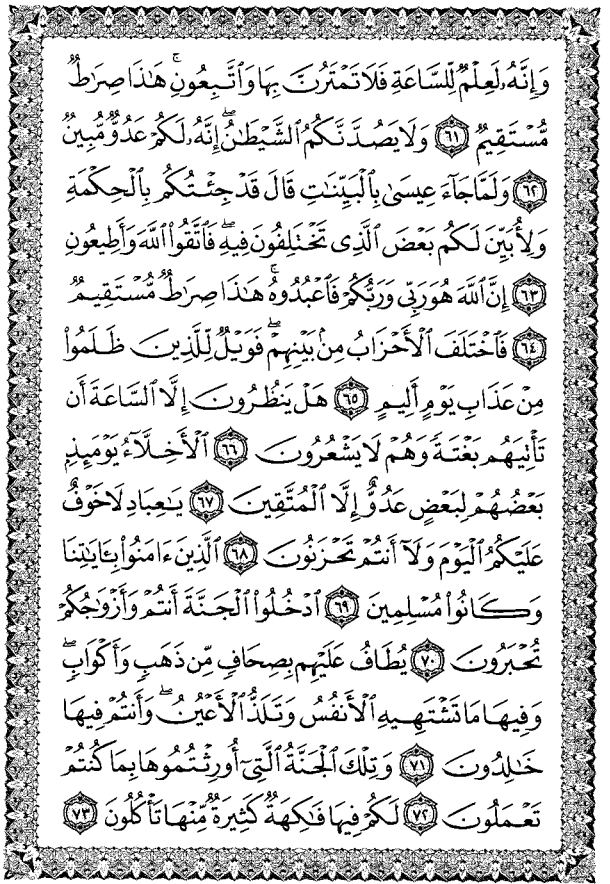 وَإِنَّهُۥ لَعِلْمٌ لِّلسَّاعَةِ فَلَا تَمْتَرُنَّ بِهَا وَٱتَّبِعُونِ ۚ هَٰذَا صِرَٰطٌ
مُّسْتَقِيمٌ ٦١ وَلَا يَصُدَّنَّكُمُ ٱلشَّيْطَٰنُ ۖ إِنَّهُۥ لَكُمْ عَدُوٌّ مُّبِينٌ
٦٢ وَلَمَّا جَآءَ عِيسَىٰ بِٱلْبَيِّنَٰتِ قَالَ قَدْ جِئْتُكُم بِٱلْحِكْمَةِ
وَلِأُبَيِّنَ لَكُم بَعْضَ ٱلَّذِى تَخْتَلِفُونَ فِيهِ ۖ فَٱتَّقُوا۟ ٱللَّهَ وَأَطِيعُونِ
٦٣ إِنَّ ٱللَّهَ هُوَ رَبِّى وَرَبُّكُمْ فَٱعْبُدُوهُ ۚ هَٰذَا صِرَٰطٌ مُّسْتَقِيمٌ
٦٤ فَٱخْتَلَفَ ٱلْأَحْزَابُ مِنۢ بَيْنِهِمْ ۖ فَوَيْلٌ لِّلَّذِينَ ظَلَمُوا۟
مِنْ عَذَابِ يَوْمٍ أَلِيمٍ ٦٥ هَلْ يَنظُرُونَ إِلَّا ٱلسَّاعَةَ أَن
تَأْتِيَهُم بَغْتَةً وَهُمْ لَا يَشْعُرُونَ ٦٦ ٱلْأَخِلَّآءُ يَوْمَئِذٍۭ
بَعْضُهُمْ لِبَعْضٍ عَدُوٌّ إِلَّا ٱلْمُتَّقِينَ ٦٧ يَٰعِبَادِ لَا خَوْفٌ
عَلَيْكُمُ ٱلْيَوْمَ وَلَآ أَنتُمْ تَحْزَنُونَ ٦٨ ٱلَّذِينَ ءَامَنُوا۟ بِـَٔايَٰتِنَا
وَكَانُوا۟ مُسْلِمِينَ ٦٩ ٱدْخُلُوا۟ ٱلْجَنَّةَ أَنتُمْ وَأَزْوَٰجُكُمْ
تُحْبَرُونَ ٧٠ يُطَافُ عَلَيْهِم بِصِحَافٍ مِّن ذَهَبٍ وَأَكْوَابٍ ۖ
وَفِيهَا مَا تَشْتَهِيهِ ٱلْأَنفُسُ وَتَلَذُّ ٱلْأَعْيُنُ ۖ وَأَنتُمْ فِيهَا
خَٰلِدُونَ ٧١ وَتِلْكَ ٱلْجَنَّةُ ٱلَّتِىٓ أُورِثْتُمُوهَا بِمَا كُنتُمْ
تَعْمَلُونَ ٧٢ لَكُمْ فِيهَا فَٰكِهَةٌ كَثِيرَةٌ مِّنْهَا تَأْكُلُونَ ٧٣